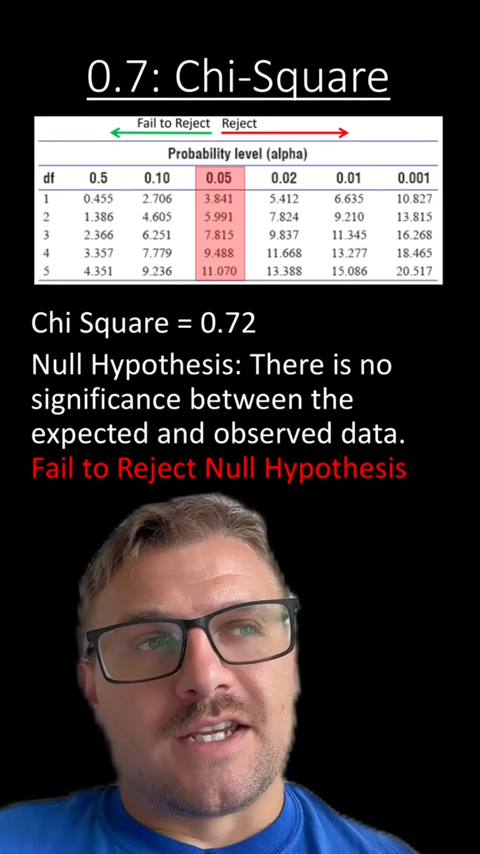 0.7: Chi-Square
Fail to Reject Reject
Probability level (alpha)
df 0.5 0.10 0.05 0.02 0.01 0.001
1 0.455 2.706 3.841 5.412 6.635 10.827
2 1.386 4.605 5.991 7.824 9.210 13.815
3 2.366 6.251 7.815 9.837 11.345 16.268
4 3.357 7.779 9.488 11.668 13.277 18.465
5 4.351 9.236 11.070 13.388 15.086 20.517
Chi Square = 0.72
Null Hypothesis: There is no
significance between the
expected and observed data.
Fail to Reject Null Hypothesis